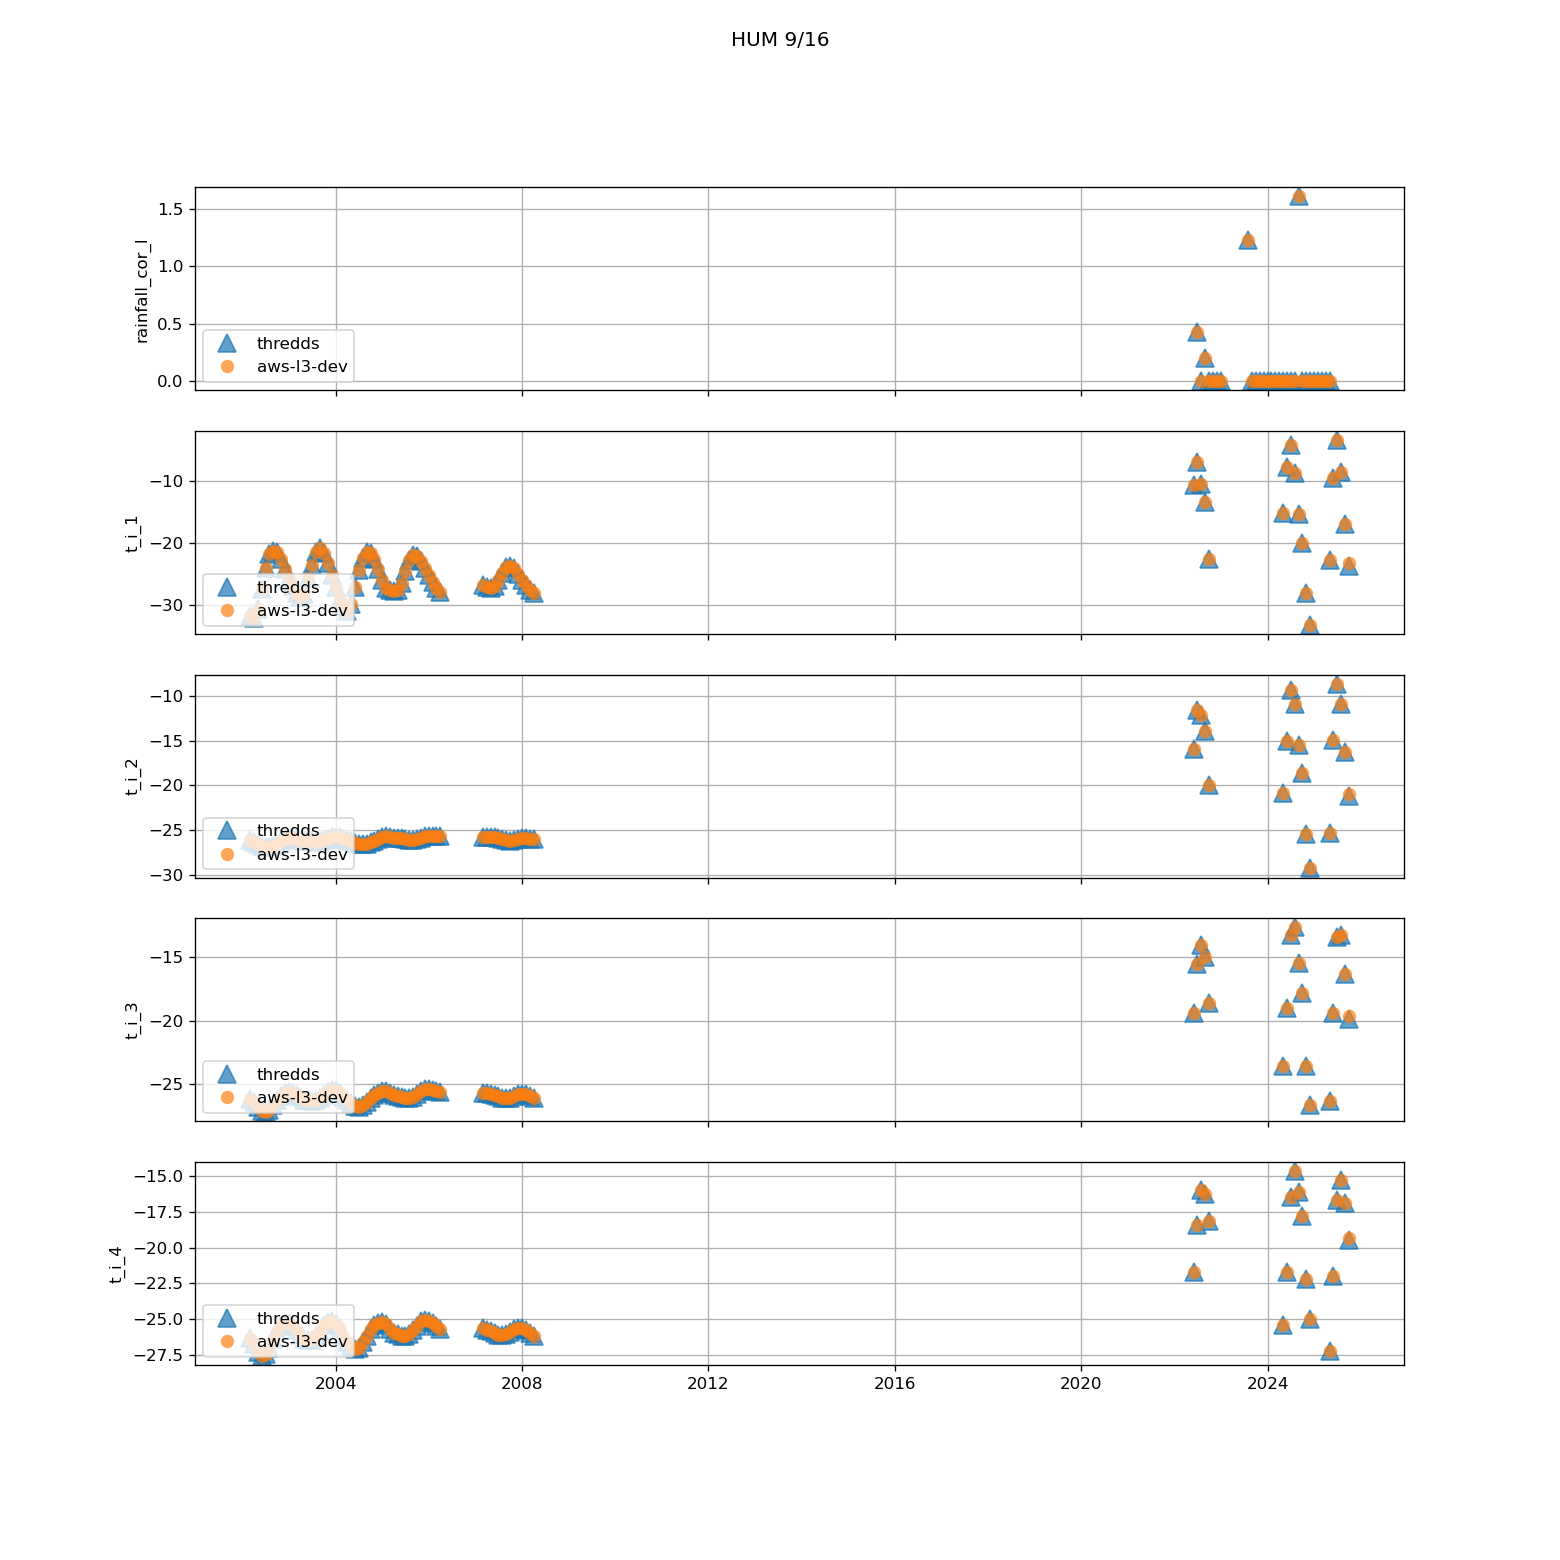 HUM 9/16
rainfall_cor_l
1.5
1.0
0.5
0.0
thredds
aws-l3-dev
t_i_1
−10
−20
−30
thredds
aws-l3-dev
t_i_2
−10
−15
−20
−25
−30
thredds
aws-l3-dev
t_i_3
−15
−20
−25
thredds
aws-l3-dev
t_i_4
−15.0
−17.5
−20.0
−22.5
−25.0
−27.5
thredds
aws-l3-dev
2004 2008 2012 2016 2020 2024